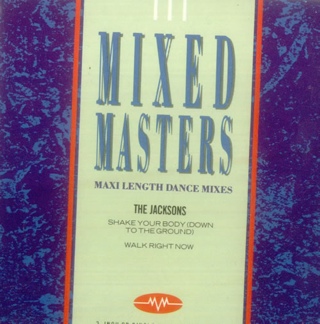 MIXED
MASTERS
MAXI LENGTH DANCE MIXES
THE JACKSONS
SHAKE YOUR BODY (DOWN
TO THE GROUND)
WALK RIGHT NOW